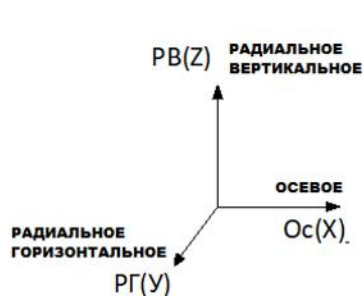 РВ(Z) РАДИАЛЬНОЕ
ВЕРТИКАЛЬНОЕ
ОСЕВОЕ
Ос(Х)
РАДИАЛЬНОЕ
ГОРИЗОНТАЛЬНОЕ
РГ(У)